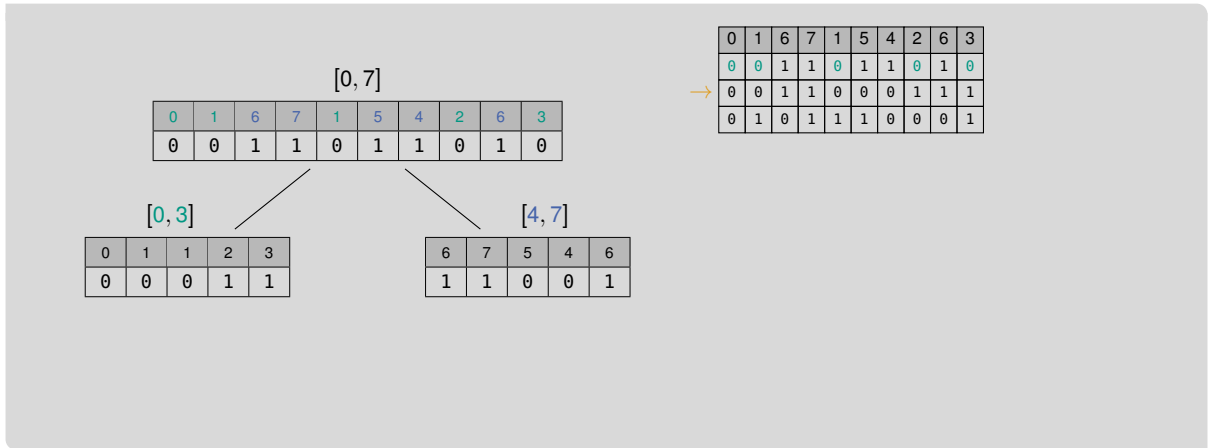 [0, 7]
0 1 6 7 1 5 4 2 6 3
0 0 1 1 0 1 1 0 1 0
[0, 3]
0 1 1 2 3
0 0 0 1 1
[4, 7]
6 7 5 4 6
1 1 0 0 1
0 1 6 7 1 5 4 2 6 3
0 0 1 1 0 1 1 0 1 0
→ 0 0 1 1 0 0 0 1 1 1
0 1 0 1 1 1 0 0 0 1